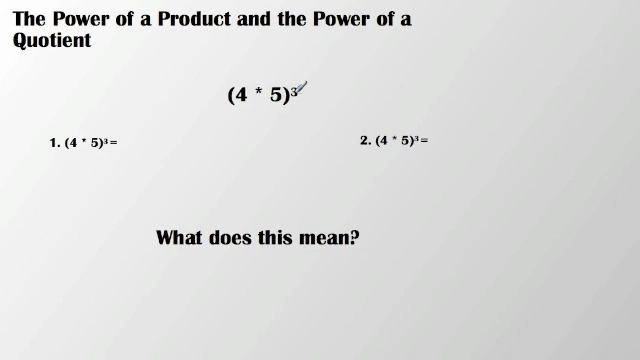 The Power of a Product and the Power of a
Quotient
(4 * 5)³
1. (4 * 5)³=
2. (4 * 5)³=
What does this mean?